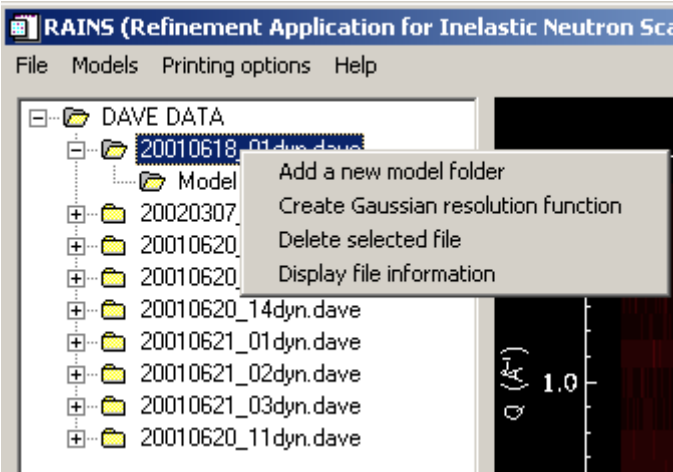 RAINS (Refinement Application for Inelastic Neutron Sca
File Models Printing options Help
DAVE DATA
20010618_01dyn.dave
Model
Add a new model folder
20020307_
Create Gaussian resolution function
20010620_
Delete selected file
20010620_
Display file information
20010620_14dyn.dave
20010621_01dyn.dave
20010621_02dyn.dave
20010621_03dyn.dave
20010620_11dyn.dave
Q (Å⁻¹)
1.0